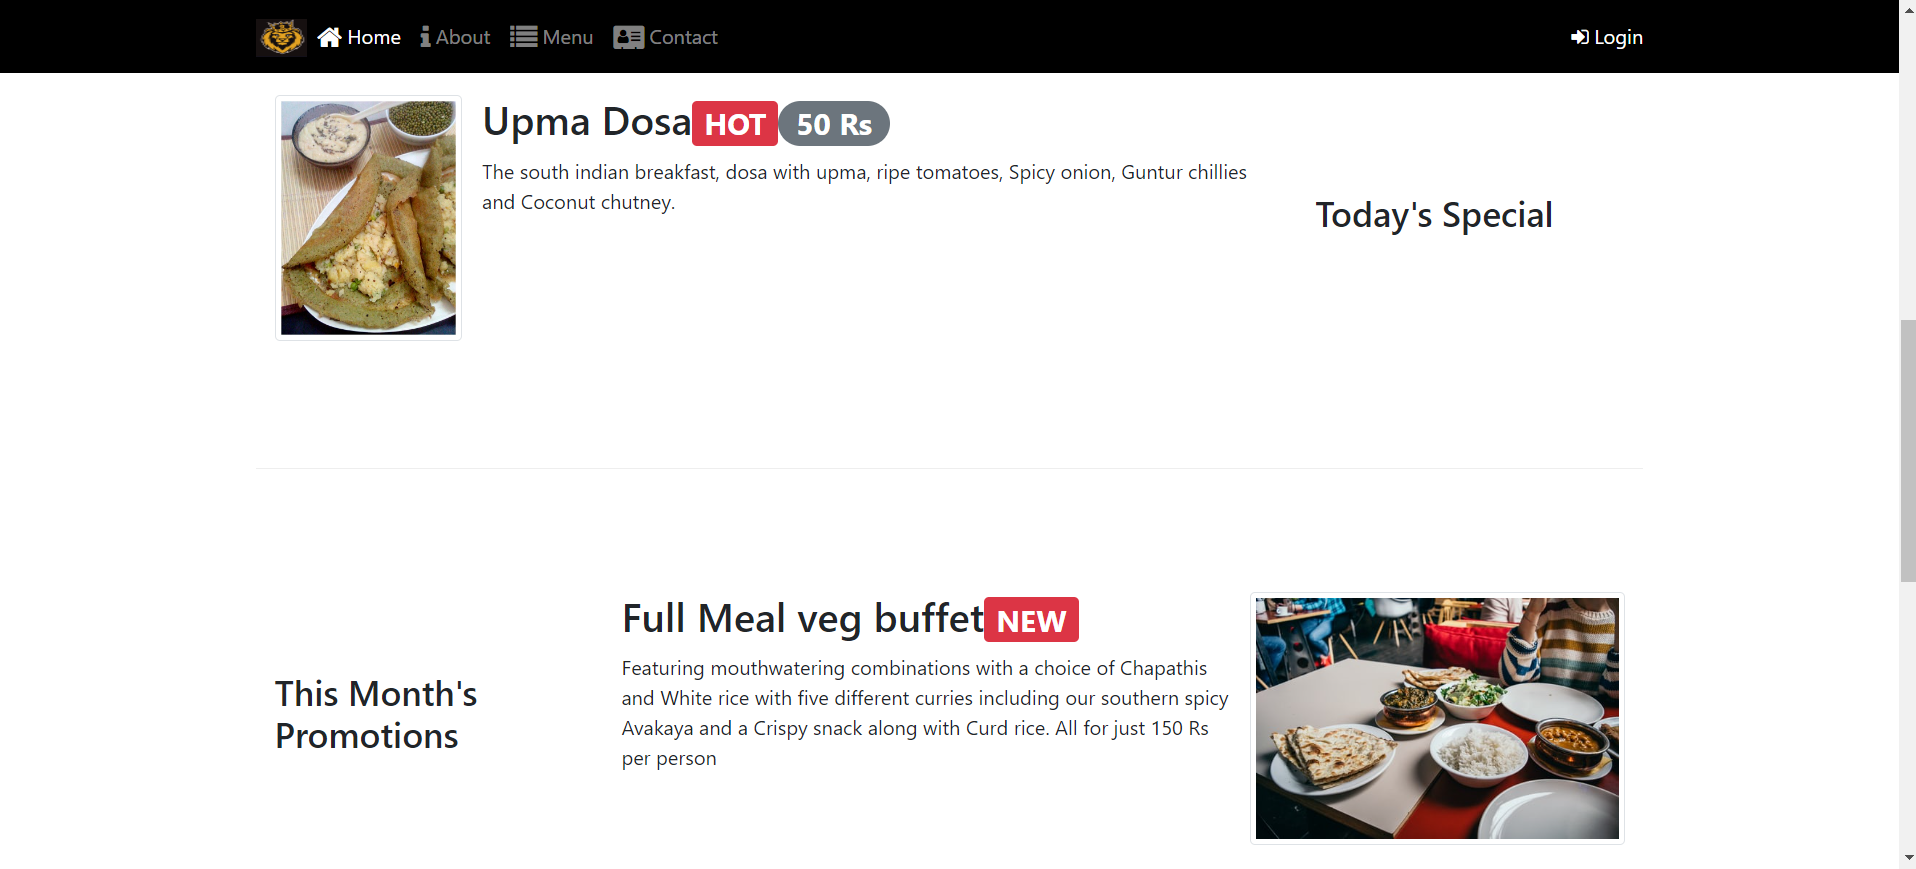 Home About Menu Contact Login
Upma Dosa HOT 50 Rs
The south indian breakfast, dosa with upma, ripe tomatoes, Spicy onion, Guntur chillies
and Coconut chutney.
Today's Special
This Month's
Promotions
Full Meal veg buffet NEW
Featuring mouthwatering combinations with a choice of Chapathis
and White rice with five different curries including our southern spicy
Avakaya and a Crispy snack along with Curd rice. All for just 150 Rs
per person